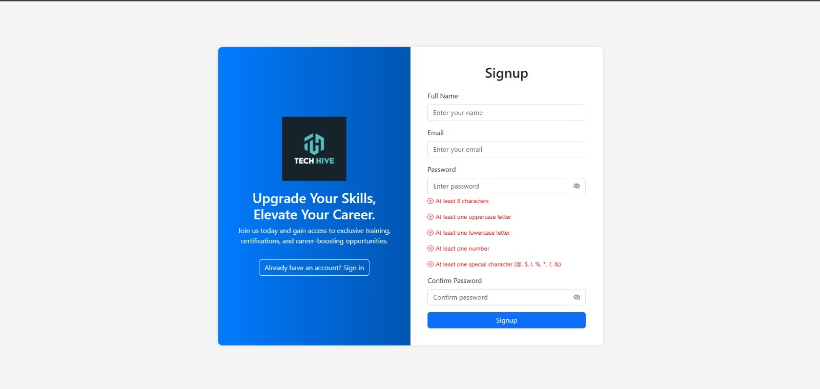 TECH HIVE
Upgrade Your Skills,
Elevate Your Career.
Join us today and gain access to exclusive training,
certifications, and career-boosting opportunities.
Already have an account? Sign in
Signup
Full Name
Enter your name
Email
Enter your email
Password
Enter password
At least 8 characters
At least one uppercase letter
At least one lowercase letter
At least one number
At least one special character (@, $, !, %, *, ?, &)
Confirm Password
Confirm password
Signup